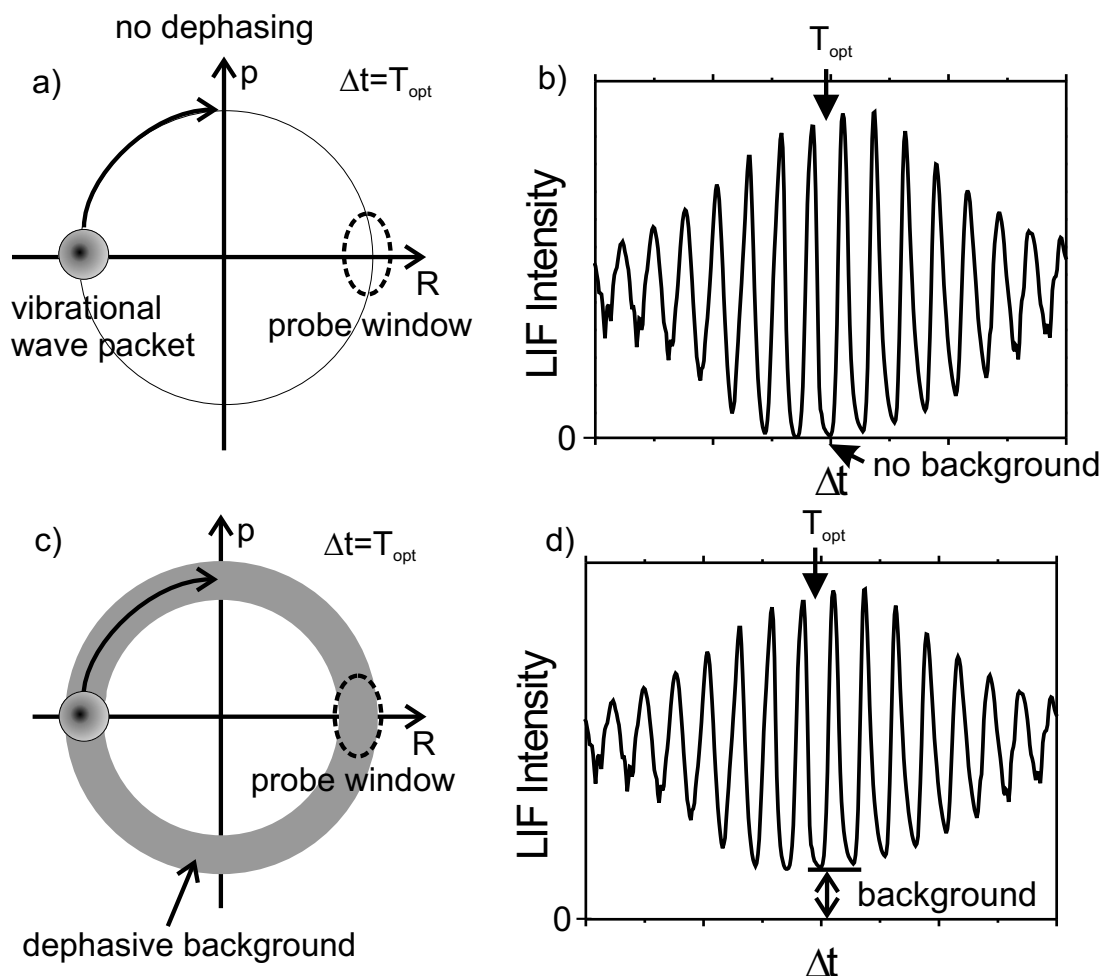 no dephasing
a)
p
Δt=T_opt
R
vibrational
wave packet
probe window
b)
T_opt
LIF Intensity
0
no background
Δt
c)
p
Δt=T_opt
R
probe window
dephasive background
d)
T_opt
LIF Intensity
background
0
Δt